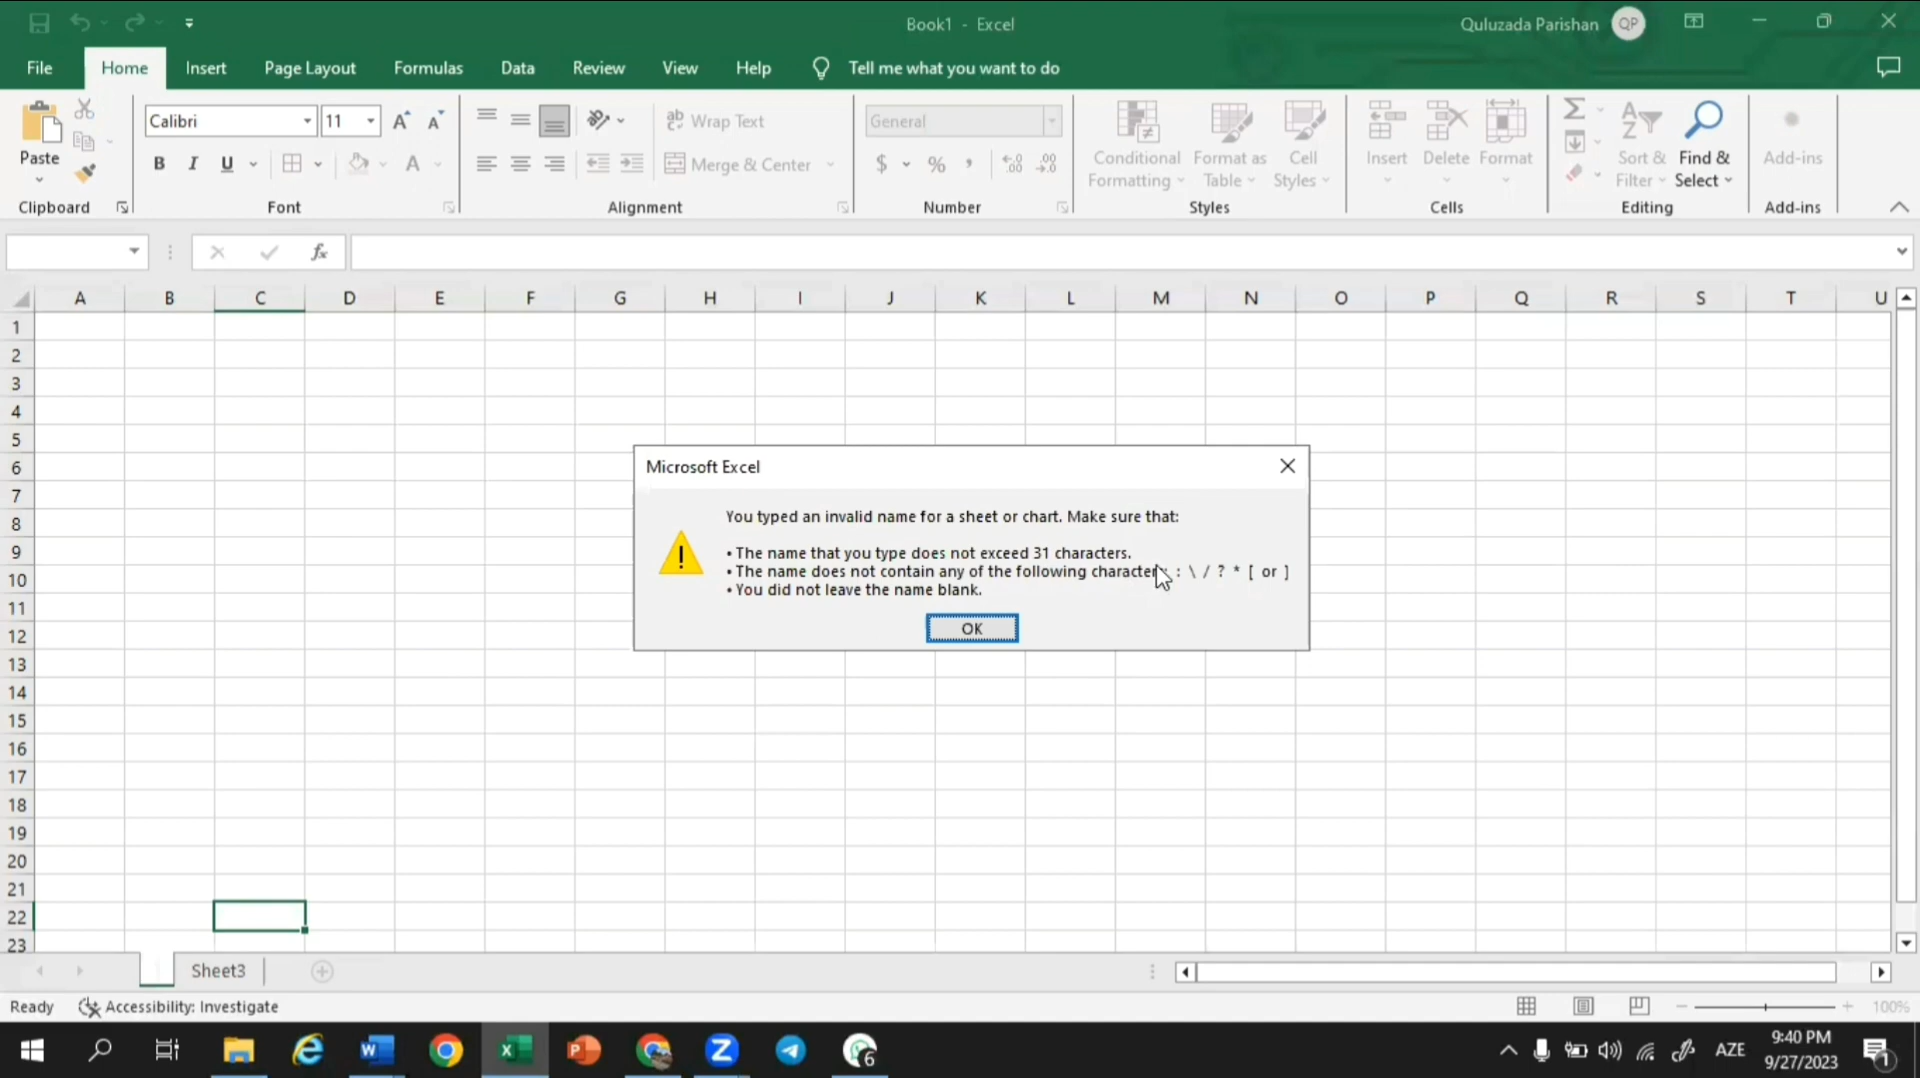 Book1 - Excel
Quluzada Parishan QP
File Home Insert Page Layout Formulas Data Review View Help Tell me what you want to do
Calibri 11
Wrap Text
General
Paste
B I U
A
Merge & Center
$ % , .00
Conditional Formatting
Format as Table
Cell Styles
Insert Delete Format
Sort & Filter
Find & Select
Add-ins
Clipboard Font Alignment Number Styles Cells Editing Add-ins
fx
A B C D E F G H I J K L M N O P Q R S T U
1
2
3
4
5
6
7
8
9
10
11
12
13
14
15
16
17
18
19
20
21
22
23
Microsoft Excel
You typed an invalid name for a sheet or chart. Make sure that:
• The name that you type does not exceed 31 characters.
• The name does not contain any of the following characters : \ / ? * [ or ]
• You did not leave the name blank.
OK
Sheet3
Ready Accessibility: Investigate
100%
6
AZE
9:40 PM
9/27/2023
1